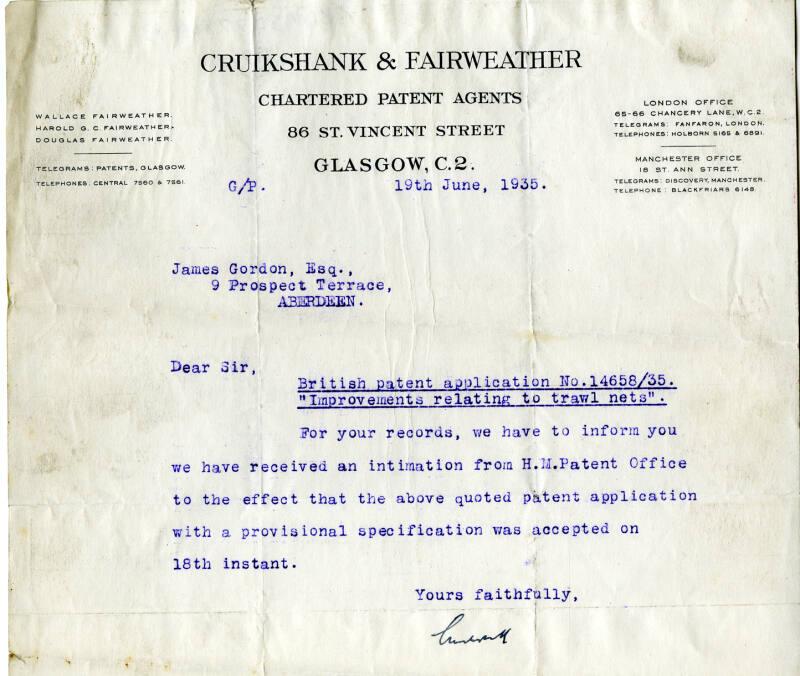 CRUIKSHANK & FAIRWEATHER
CHARTERED PATENT AGENTS
86 ST. VINCENT STREET
GLASGOW, C.2.
WALLACE FAIRWEATHER.
HAROLD G. C. FAIRWEATHER.
DOUGLAS FAIRWEATHER.
TELEGRAMS: PATENTS, GLASGOW.
TELEPHONES: CENTRAL 7560 & 7561.
LONDON OFFICE
65-66 CHANCERY LANE, W.C.2.
TELEGRAMS: FANFARON, LONDON.
TELEPHONES: HOLBORN 5165 & 6891.
MANCHESTER OFFICE
18 ST. ANN STREET.
TELEGRAMS: DISCOVERY, MANCHESTER.
TELEPHONE: BLACKFRIARS 6148.
G/P. 19th June, 1935.
James Gordon, Esq.,
9 Prospect Terrace,
ABERDEEN.
Dear Sir,
British patent application No.14658/35.
"Improvements relating to trawl nets".
For your records, we have to inform you
we have received an intimation from H.M.Patent Office
to the effect that the above quoted patent application
with a provisional specification was accepted on
18th instant.
Yours faithfully,